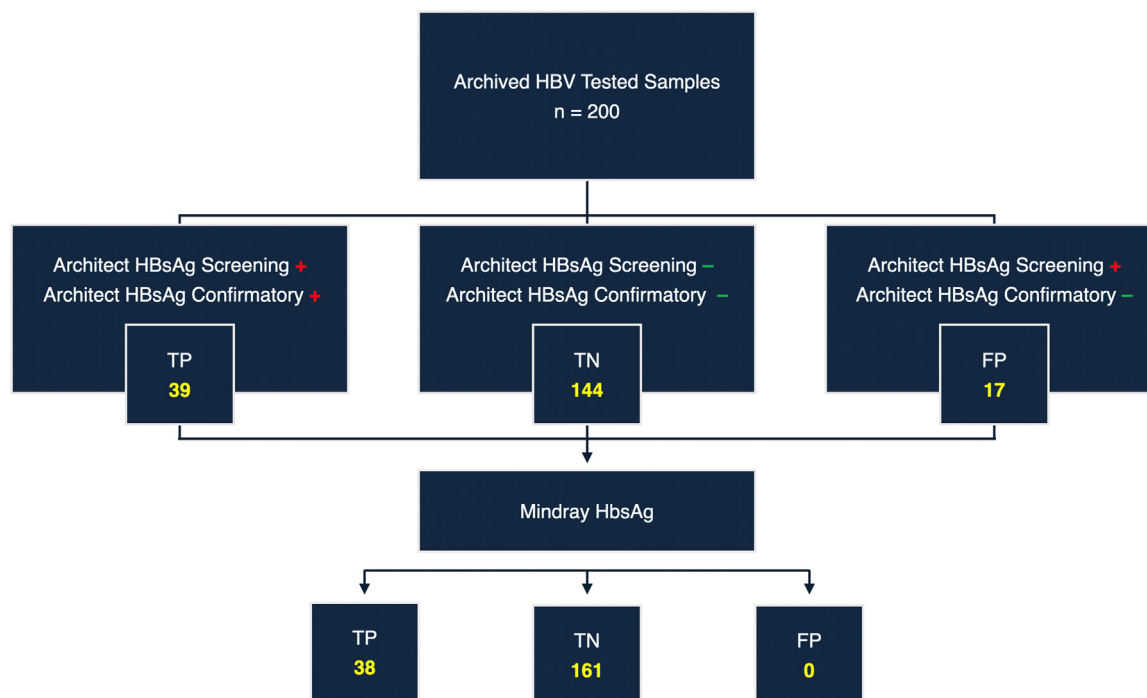 Archived HBV Tested Samples
n = 200
Architect HBsAg Screening +
Architect HBsAg Confirmatory +
TP
39
Architect HBsAg Screening –
Architect HBsAg Confirmatory –
TN
144
Architect HBsAg Screening +
Architect HBsAg Confirmatory –
FP
17
Mindray HbsAg
TP
38
TN
161
FP
0